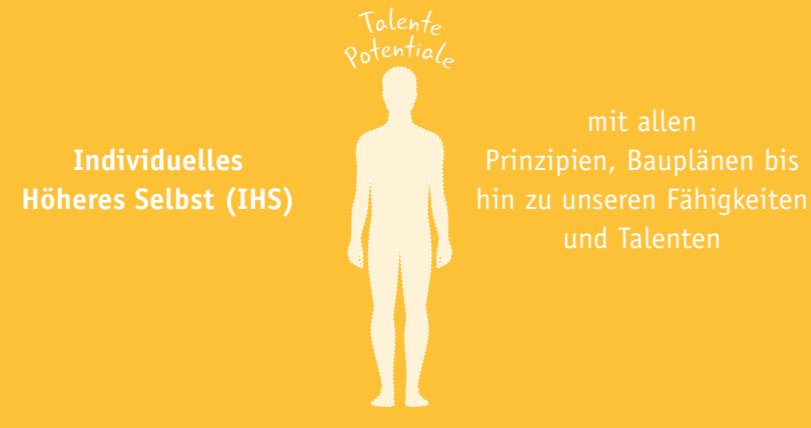 Talente
Potentiale
Individuelles
Höheres Selbst (IHS)
mit allen
Prinzipien, Bauplänen bis
hin zu unseren Fähigkeiten
und Talenten